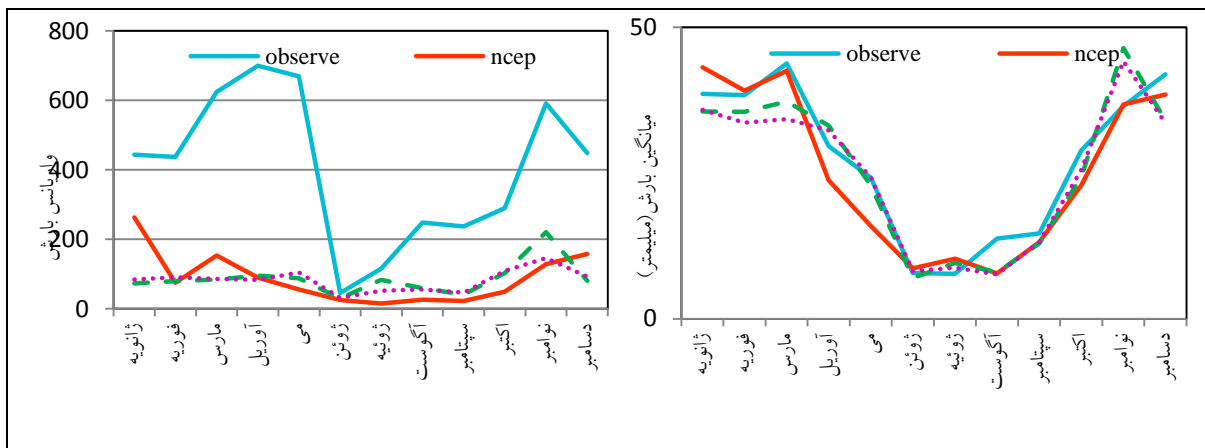 800
600
400
200
0
واریانس بارش
observe
ncep
ژانویه
فوریه
مارس
آوریل
می
ژوئن
ژوئیه
آگوست
سپتامبر
اکتبر
نوامبر
دسامبر
50
0
میانگین بارش (میلیمتر)
observe
ncep
ژانویه
فوریه
مارس
آوریل
می
ژوئن
ژوئیه
آگوست
سپتامبر
اکتبر
نوامبر
دسامبر